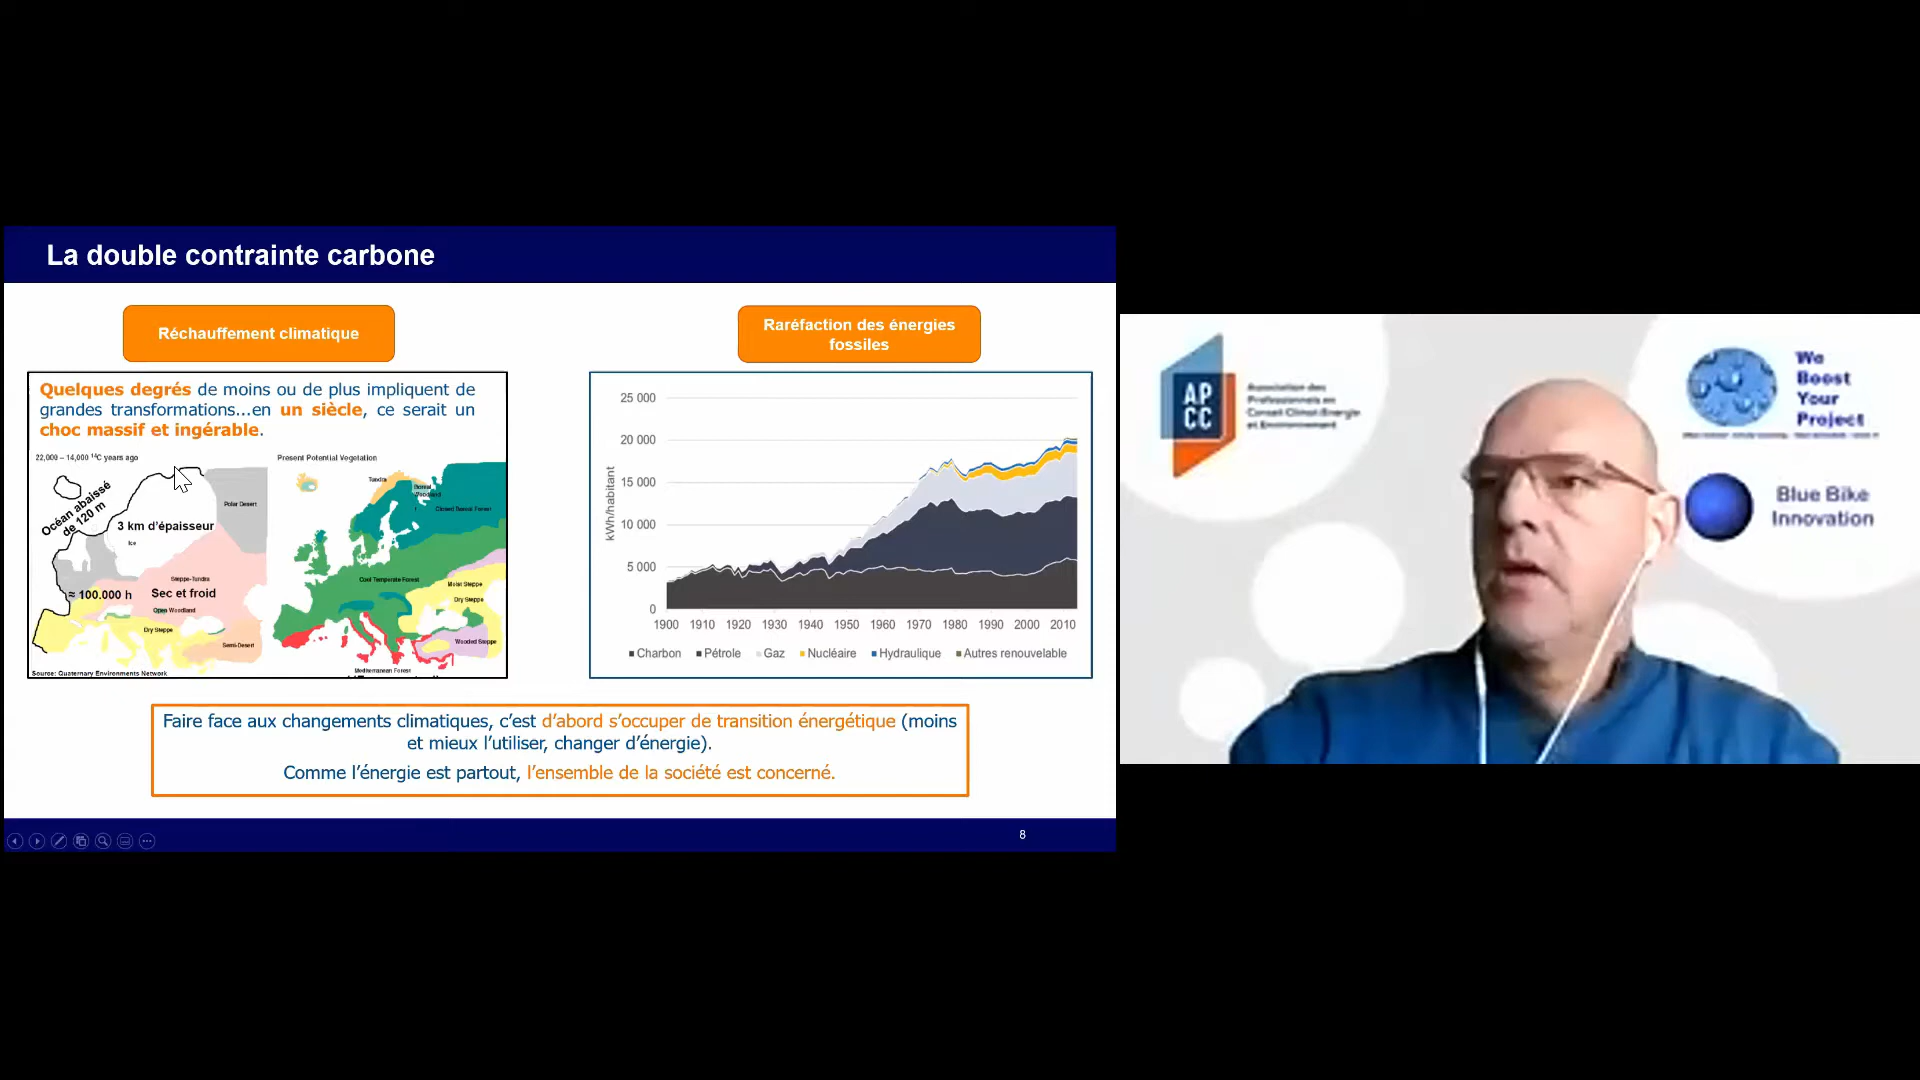 La double contrainte carbone
Réchauffement climatique
Raréfaction des énergies
fossiles
Quelques degrés de moins ou de plus impliquent de
grandes transformations...en un siècle, ce serait un
choc massif et ingérable.
22,000 – 14,000 ¹⁴C years ago
Océan abaissé
de 120 m
3 km d'épaisseur
Ice
Polar Desert
Steppe-Tundra
≈ 100.000 h
Sec et froid
Open Woodland
Dry Steppe
Semi-Desert
Source: Quaternary Environments Network
Present Potential Vegetation
Tundra
Boreal
Woodland
Closed Boreal Forest
Cool Temperate Forest
Moist Steppe
Dry Steppe
Wooded Steppe
Mediterranean Forest
25 000
20 000
15 000
10 000
5 000
0
kWh/habitant
1900 1910 1920 1930 1940 1950 1960 1970 1980 1990 2000 2010
Charbon Pétrole Gaz Nucléaire Hydraulique Autres renouvelable
Faire face aux changements climatiques, c'est d'abord s'occuper de transition énergétique (moins
et mieux l'utiliser, changer d'énergie).
Comme l'énergie est partout, l'ensemble de la société est concerné.
8
AP
CC
Association des
Professionnels en
Conseil Climat Energie
et Environnement
We
Boost
Your
Project
Blue Bike
Innovation